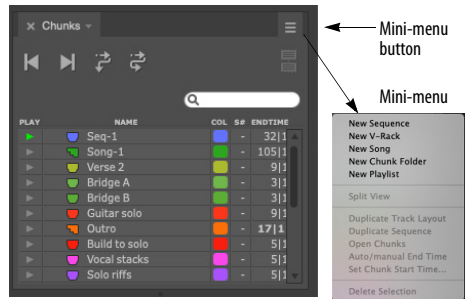 Chunks
Mini-menu
button
Mini-menu
PLAY NAME COL S# ENDTIME
Seq-1 - 32|1
Song-1 - 105|1
Verse 2 - 9|1
Bridge A - 3|1
Bridge B - 3|1
Guitar solo - 9|1
Outro - 17|1
Build to solo - 5|1
Vocal stacks - 5|1
Solo riffs - 5|1
New Sequence
New V-Rack
New Song
New Chunk Folder
New Playlist
Split View
Duplicate Track Layout
Duplicate Sequence
Open Chunks
Auto/manual End Time
Set Chunk Start Time...
Delete Selection